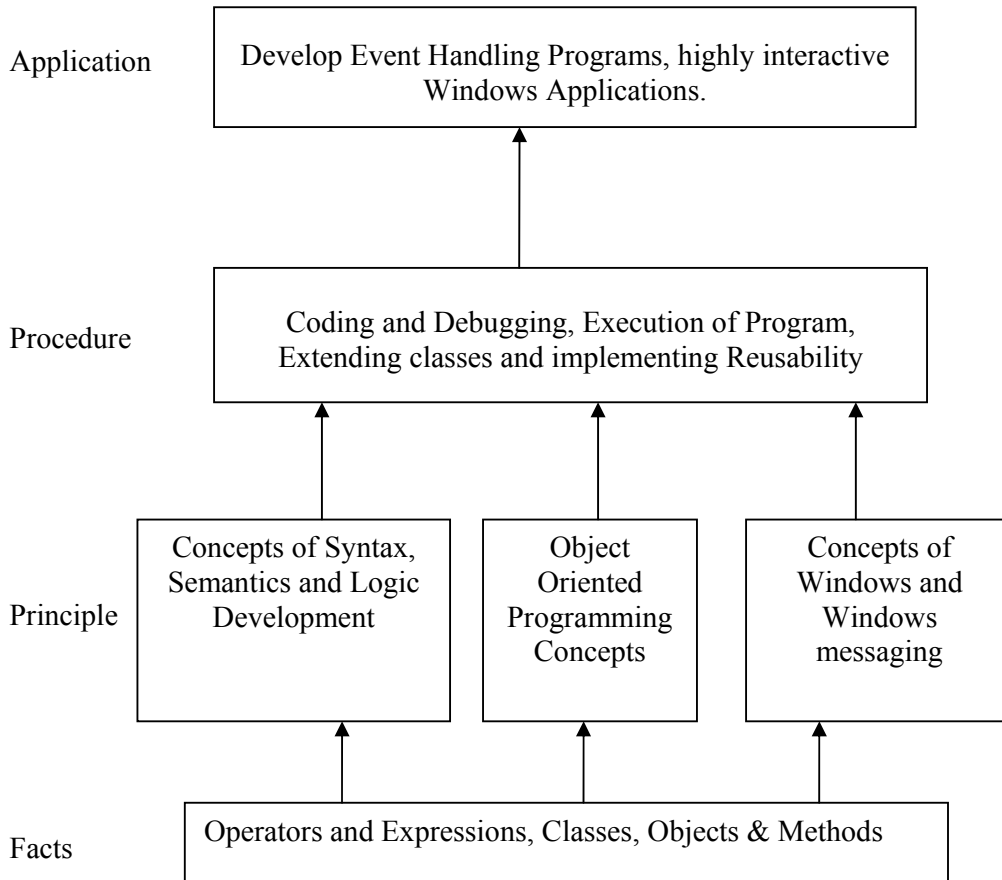 Application
Develop Event Handling Programs, highly interactive
Windows Applications.
Procedure
Coding and Debugging, Execution of Program,
Extending classes and implementing Reusability
Principle
Concepts of Syntax,
Semantics and Logic
Development
Object
Oriented
Programming
Concepts
Concepts of
Windows and
Windows
messaging
Facts
Operators and Expressions, Classes, Objects & Methods